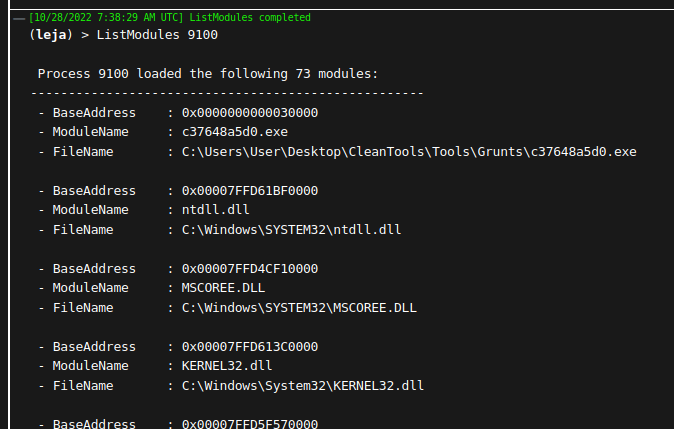 [10/28/2022 7:38:29 AM UTC] ListModules completed
(leja) > ListModules 9100
Process 9100 loaded the following 73 modules:
----------------------------------------------------
- BaseAddress    : 0x0000000000030000
- ModuleName     : c37648a5d0.exe
- FileName       : C:\Users\User\Desktop\CleanTools\Tools\Grunts\c37648a5d0.exe
- BaseAddress    : 0x00007FFD61BF0000
- ModuleName     : ntdll.dll
- FileName       : C:\Windows\SYSTEM32\ntdll.dll
- BaseAddress    : 0x00007FFD4CF10000
- ModuleName     : MSCOREE.DLL
- FileName       : C:\Windows\SYSTEM32\MSCOREE.DLL
- BaseAddress    : 0x00007FFD613C0000
- ModuleName     : KERNEL32.dll
- FileName       : C:\Windows\System32\KERNEL32.dll
- BaseAddress    : 0x00007FFD5F570000